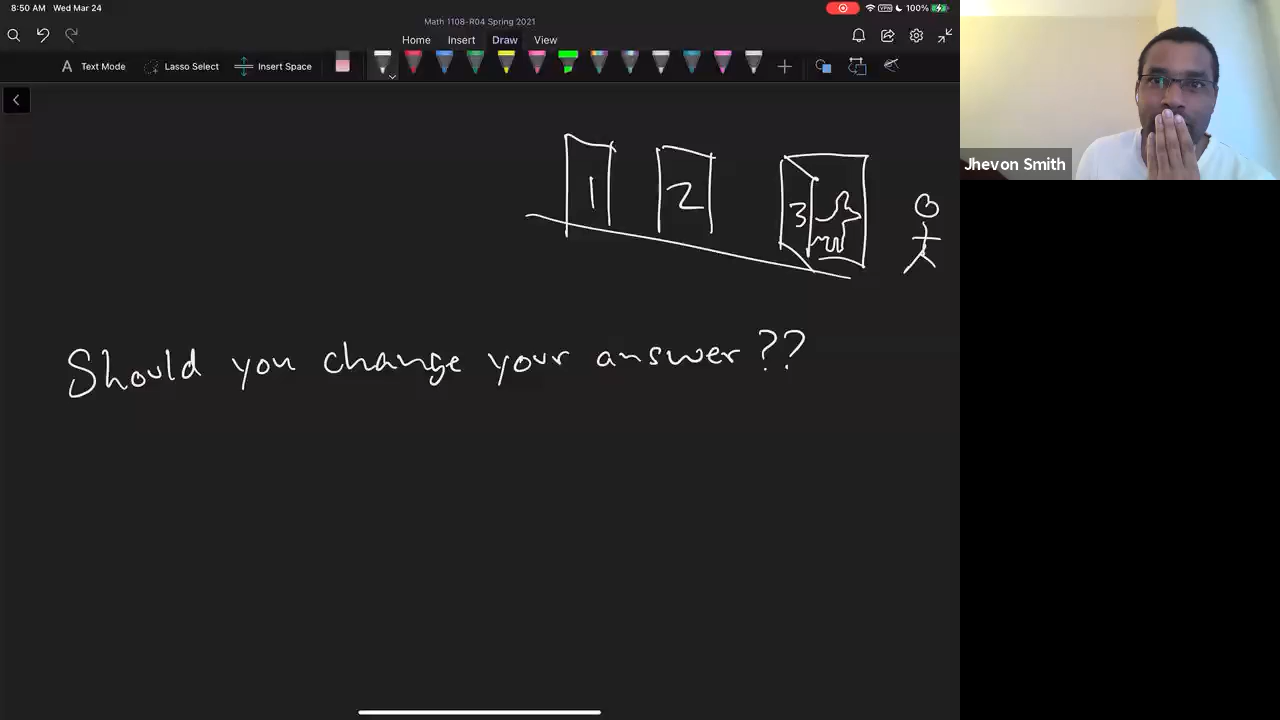 8:50 AM Wed Mar 24
100%
Math 1108-R04 Spring 2021
Home Insert Draw View
VPN
A Text Mode Lasso Select Insert Space
1 2 3
Jhevon Smith
Should you change your answer??